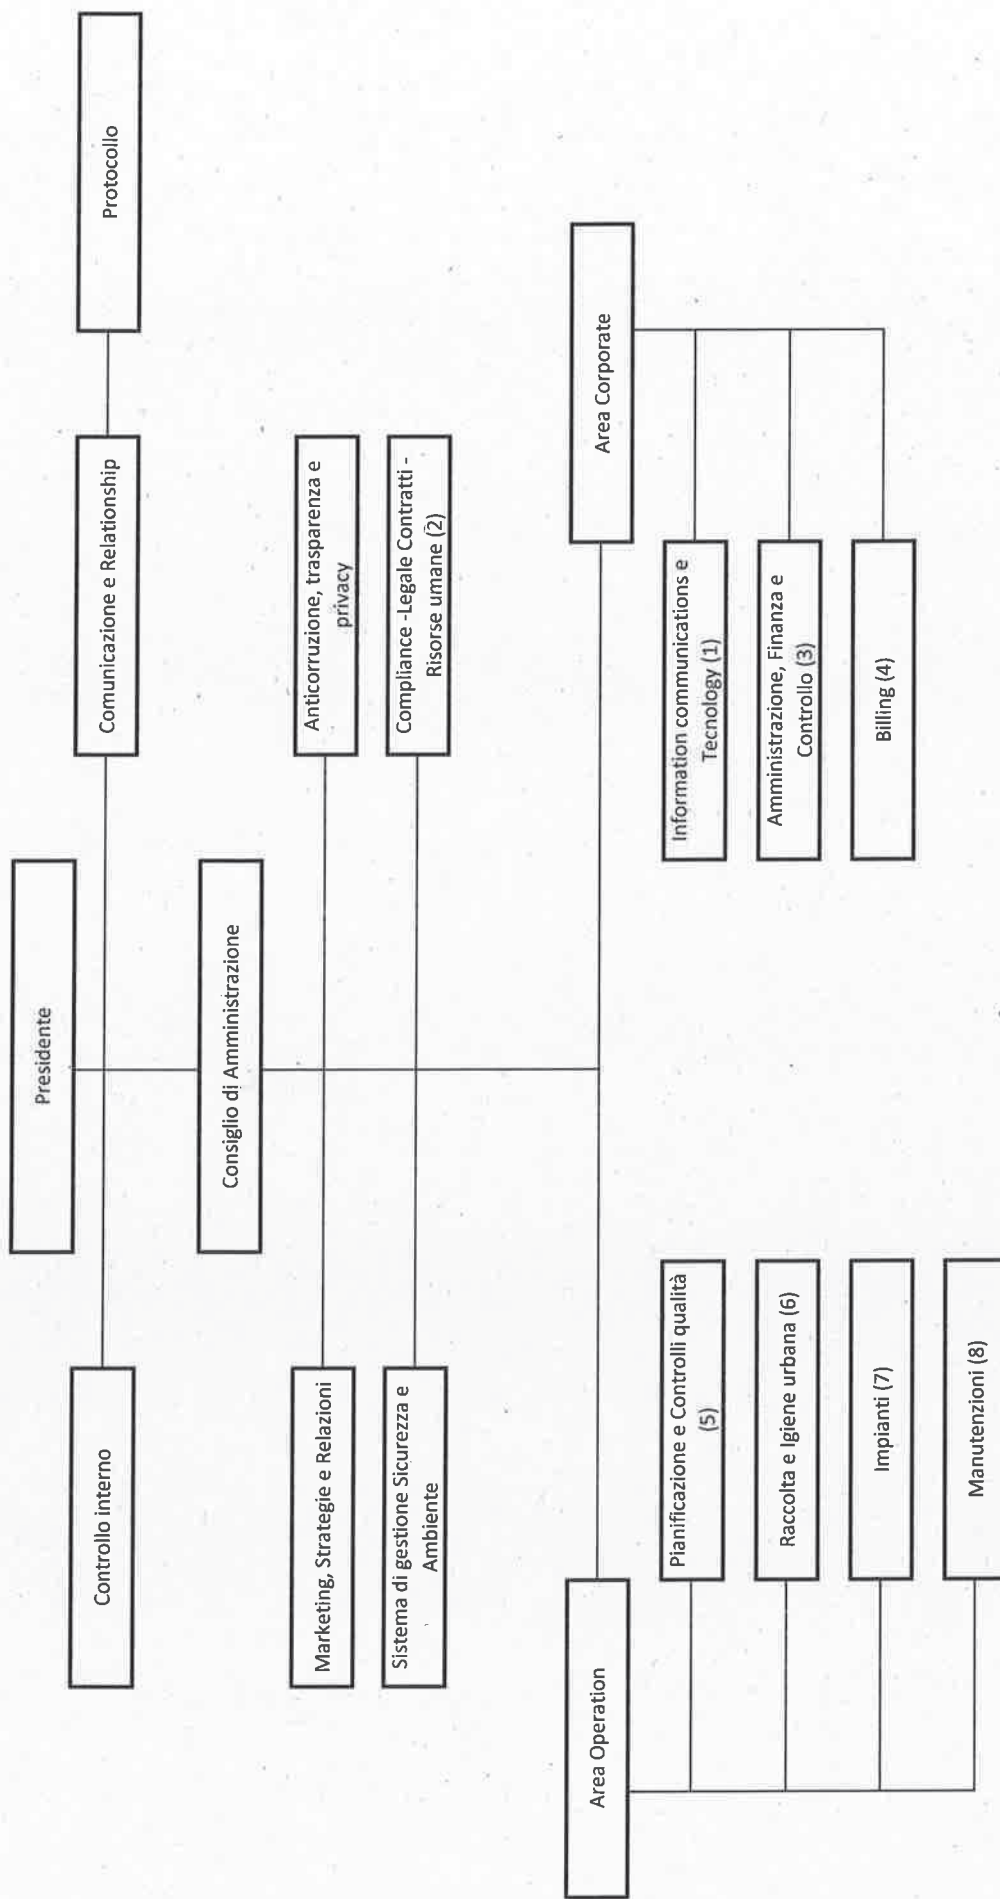 Presidente
Controllo interno
Comunicazione e Relationship
Protocollo
Consiglio di Amministrazione
Marketing, Strategie e Relazioni
Anticorruzione, trasparenza e
privacy
Sistema di gestione Sicurezza e
Ambiente
Compliance -Legale Contratti -
Risorse umane (2)
Area Operation
Area Corporate
Pianificazione e Controlli qualità
(5)
Raccolta e Igiene urbana (6)
Impianti (7)
Manutenzioni (8)
Information communications e
Tecnology (1)
Amministrazione, Finanza e
Controllo (3)
Billing (4)